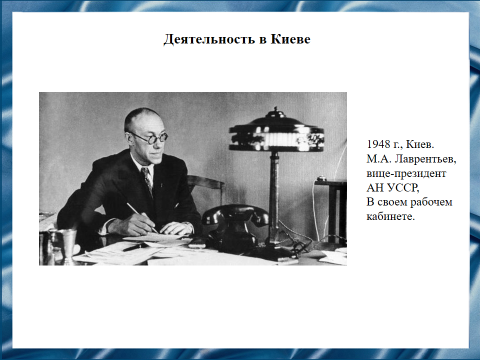 Деятельность в Киеве
1948 г., Киев.
М.А. Лаврентьев,
вице-президент
АН УССР,
В своем рабочем
кабинете.